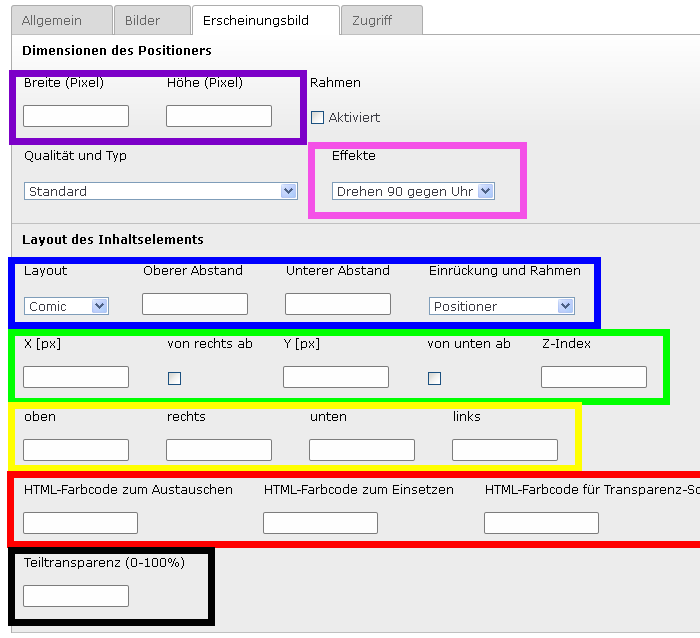 Allgemein Bilder Erscheinungsbild Zugriff
Dimensionen des Positioners
Breite (Pixel) Höhe (Pixel) Rahmen
Aktiviert
Qualität und Typ Effekte
Standard Drehen 90 gegen Uhr
Layout des Inhaltselements
Layout Oberer Abstand Unterer Abstand Einrückung und Rahmen
Comic Positioner
X [px] von rechts ab Y [px] von unten ab Z-Index
oben rechts unten links
HTML-Farbcode zum Austauschen HTML-Farbcode zum Einsetzen HTML-Farbcode für Transparenz-Sc
Teiltransparenz (0-100%)